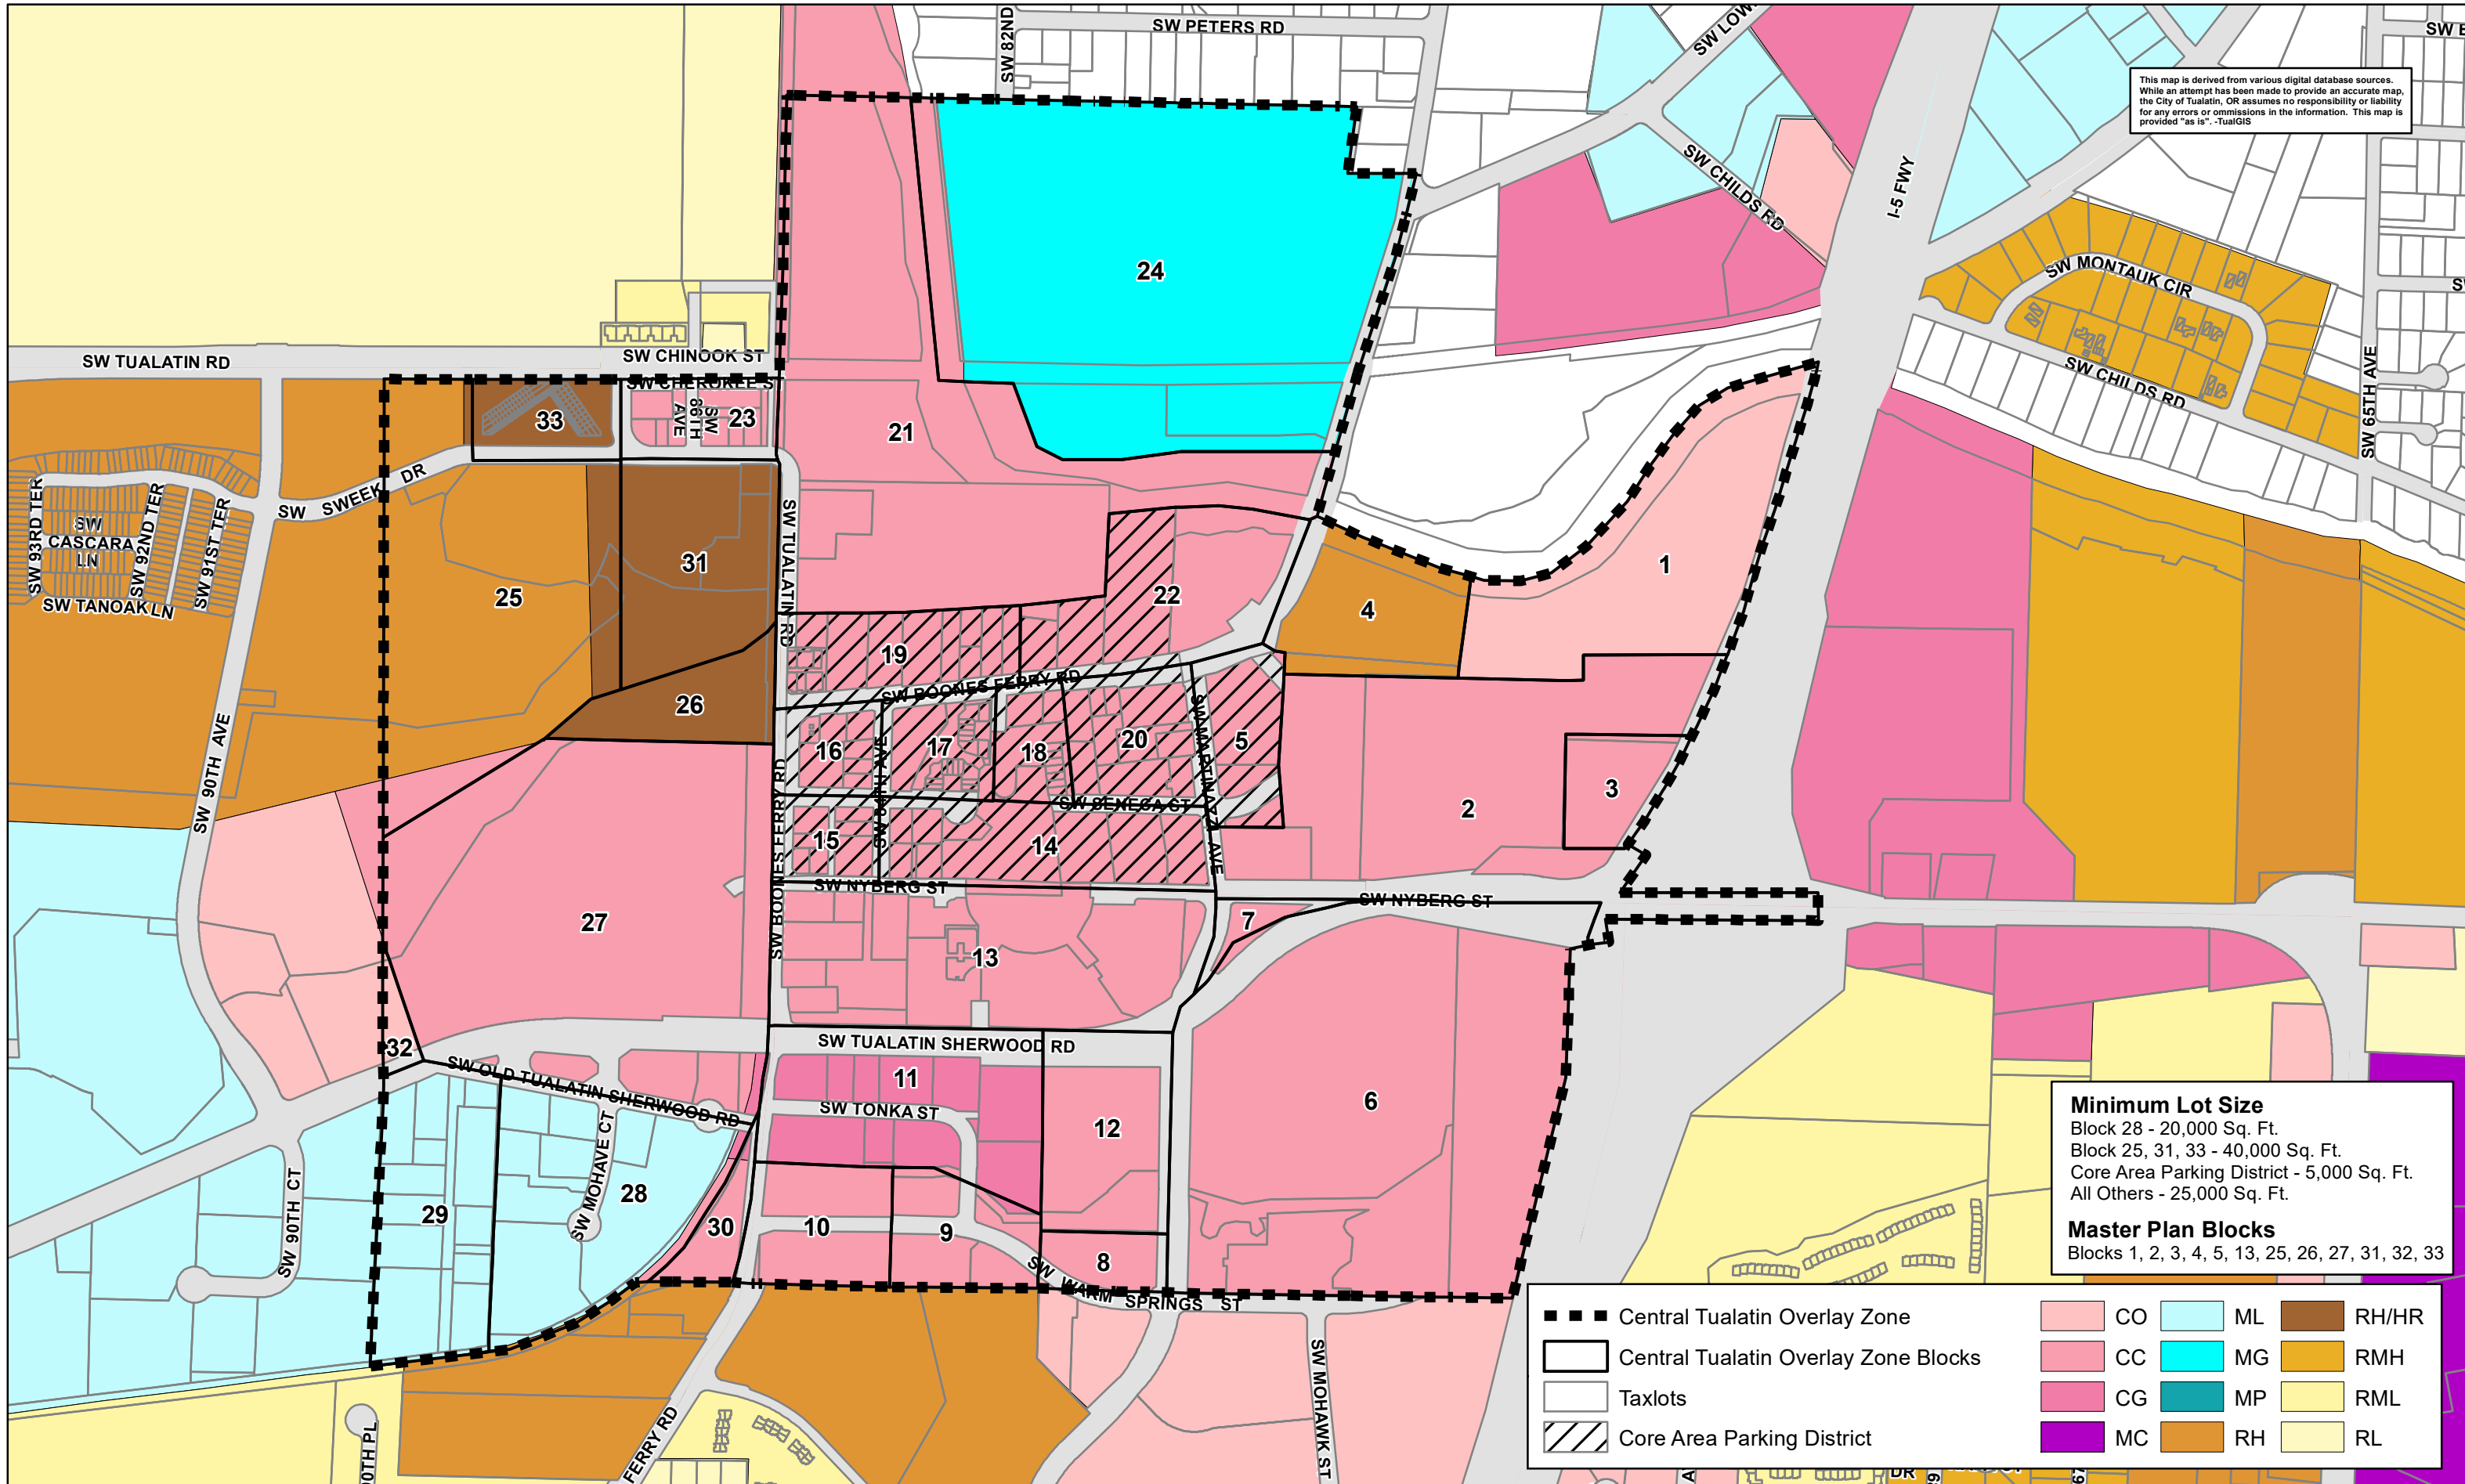 SW PETERS RD
SW 82ND
SW LOW
SW B
This map is derived from various digital database sources.
While an attempt has been made to provide an accurate map,
the City of Tualatin, OR assumes no responsibility or liability
for any errors or ommissions in the information. This map is
provided "as is". -TualGIS
SW CHILDS RD
I-5 FWY
24
SW MONTAUK CIR
SW CHILDS RD
SW 65TH AVE
SW TUALATIN RD
SW CHINOOK ST
SW CHEROKEE S
33
SW
86TH
AVE
23
21
SW SWEEK DR
SW 93RD TER
SW
CASCARA
LN
SW 92ND TER
SW 91ST TER
SW TANOAK LN
25
31
SW TUALATIN RD
22
4
1
19
SW BOONES FERRY RD
26
16
SW 84TH AVE
17
18
20
SW MARTINAZZI AVE
5
SW 90TH AVE
SW BOONES FERRY RD
SW SENECA ST
2
3
15
14
SW NYBERG ST
SW NYBERG ST
27
7
13
32
SW TUALATIN SHERWOOD RD
SW OLD TUALATIN SHERWOOD RD
11
SW TONKA ST
12
6
SW MOHAVE CT
28
29
SW 90TH CT
30
10
9
8
SW WARM SPRINGS ST
SW MOHAWK ST
FERRY RD
0TH PL
Minimum Lot Size
Block 28 - 20,000 Sq. Ft.
Block 25, 31, 33 - 40,000 Sq. Ft.
Core Area Parking District - 5,000 Sq. Ft.
All Others - 25,000 Sq. Ft.
Master Plan Blocks
Blocks 1, 2, 3, 4, 5, 13, 25, 26, 27, 31, 32, 33
Central Tualatin Overlay Zone
Central Tualatin Overlay Zone Blocks
Taxlots
Core Area Parking District
CO ML RH/HR
CC MG RMH
CG MP RML
MC RH RL
DR